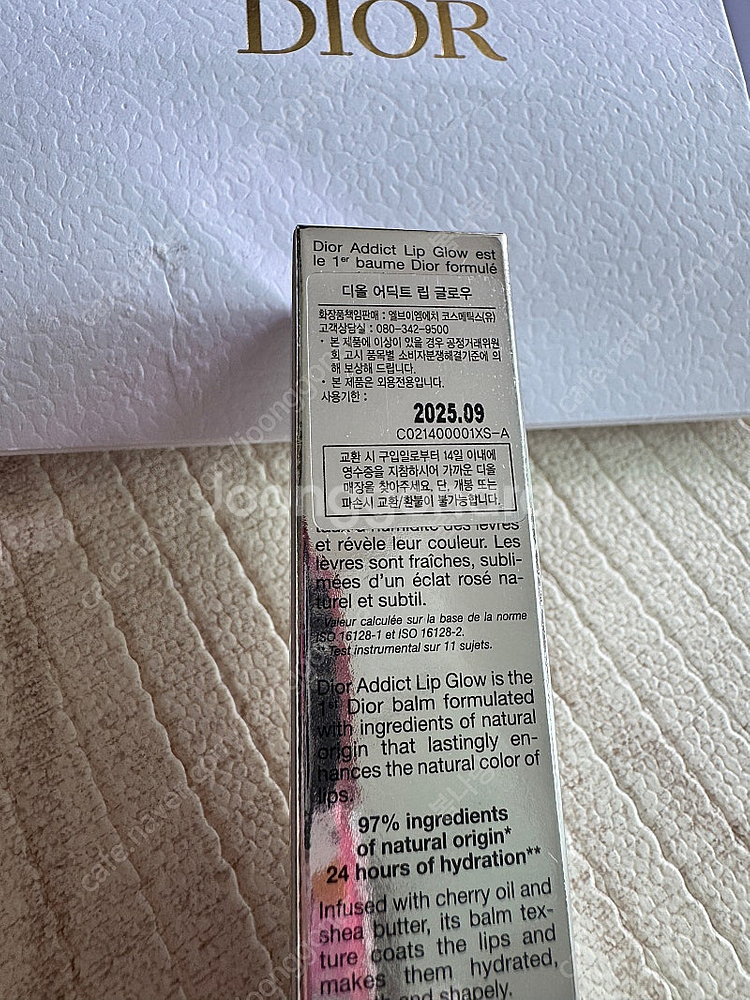 DIOR
Dior Addict Lip Glow est
le 1er baume Dior formulé
디올 어딕트 립 글로우
화장품책임판매 : 엘브이엠에치 코스메틱스(유)
고객상담실 : 080-342-9500
· 본 제품에 이상이 있을 경우 공정거래위원
회 고시 품목별 소비자분쟁해결기준에 의
해 보상해 드립니다.
· 본 제품은 외용전용입니다.
사용기한 :
2025.09
C021400001XS-A
교환 시 구입일로부터 14일 이내에
영수증을 지참하시어 가까운 디올
매장을 찾아주세요. 단, 개봉 또는
파손시 교환/환불이 불가능합니다.
taux d'humidité des lèvres
et révèle leur couleur. Les
lèvres sont fraîches, subli-
mées d'un éclat rosé na-
turel et subtil.
* Valeur calculée sur la base de la norme
ISO 16128-1 et ISO 16128-2.
** Test instrumental sur 11 sujets.
Dior Addict Lip Glow is the
1st Dior balm formulated
with ingredients of natural
origin that lastingly en-
hances the natural color of
lips.
97% ingredients
of natural origin*
24 hours of hydration**
Infused with cherry oil and
shea butter, its balm tex-
ture coats the lips and
makes them hydrated,
and shapely.